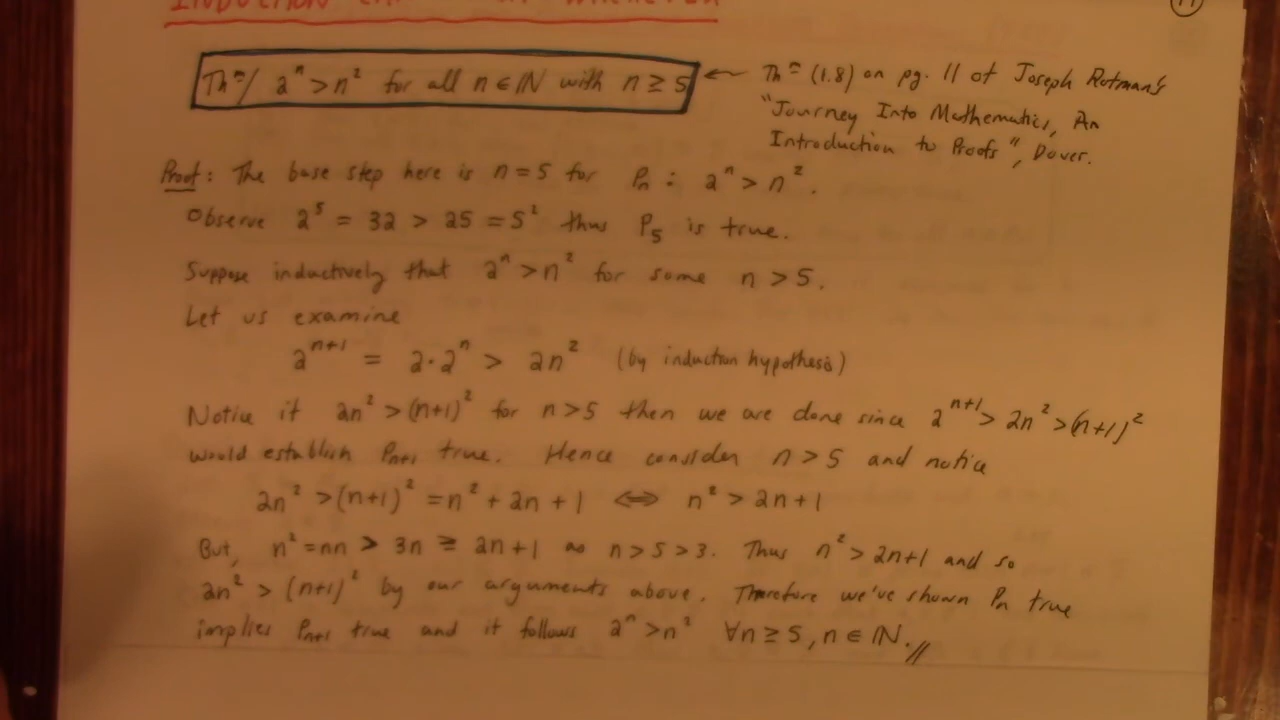 INDUCTION
17
Thm/ 2ⁿ > n² for all n ∈ ℕ with n ≥ 5
← Thm (1.8) on pg. 11 of Joseph Rotman's
"Journey Into Mathematics, An
Introduction to Proofs", Dover.
Proof: The base step here is n = 5 for Pₙ : 2ⁿ > n².
Observe 2⁵ = 32 > 25 = 5² thus P₅ is true.
Suppose inductively that 2ⁿ > n² for some n > 5.
Let us examine
2ⁿ⁺¹ = 2·2ⁿ > 2n² (by induction hypothesis)
Notice if 2n² > (n+1)² for n > 5 then we are done since 2ⁿ⁺¹ > 2n² > (n+1)²
would establish Pₙ₊₁ true. Hence consider n > 5 and notice
2n² > (n+1)² = n² + 2n + 1 ⟺ n² > 2n + 1
But, n² = nn > 3n ≥ 2n + 1 as n > 5 > 3. Thus n² > 2n+1 and so
2n² > (n+1)² by our arguments above. Therefore we've shown Pₙ true
implies Pₙ₊₁ true and it follows 2ⁿ > n² ∀n ≥ 5, n ∈ ℕ.//